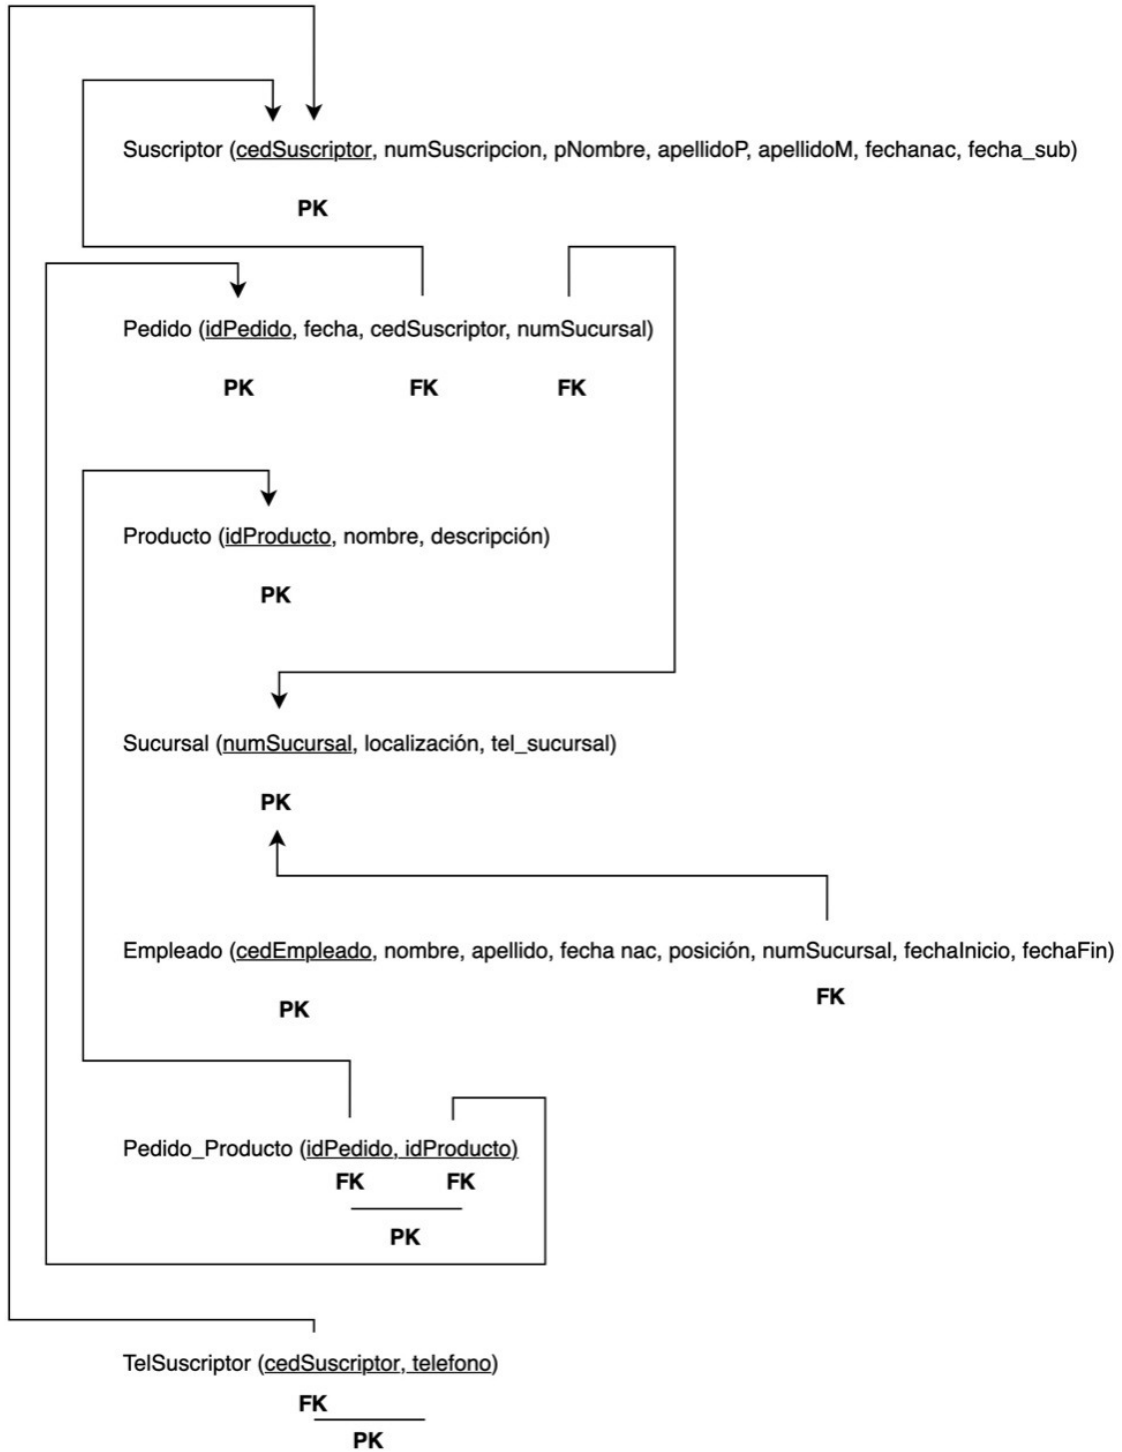 Suscriptor (cedSuscriptor, numSuscripcion, pNombre, apellidoP, apellidoM, fechanac, fecha_sub)
PK
Pedido (idPedido, fecha, cedSuscriptor, numSucursal)
PK FK FK
Producto (idProducto, nombre, descripción)
PK
Sucursal (numSucursal, localización, tel_sucursal)
PK
Empleado (cedEmpleado, nombre, apellido, fecha nac, posición, numSucursal, fechaInicio, fechaFin)
PK FK
Pedido_Producto (idPedido, idProducto)
FK FK
PK
TelSuscriptor (cedSuscriptor, telefono)
FK
PK